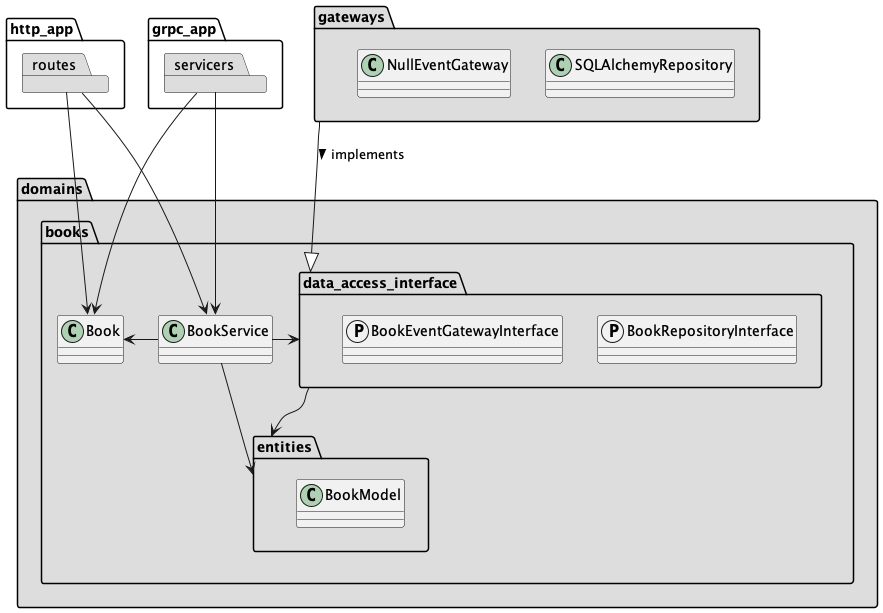 http_app
grpc_app
gateways
routes
servicers
C NullEventGateway
C SQLAlchemyRepository
implements
domains
books
data_access_interface
C Book
C BookService
P BookEventGatewayInterface
P BookRepositoryInterface
entities
C BookModel